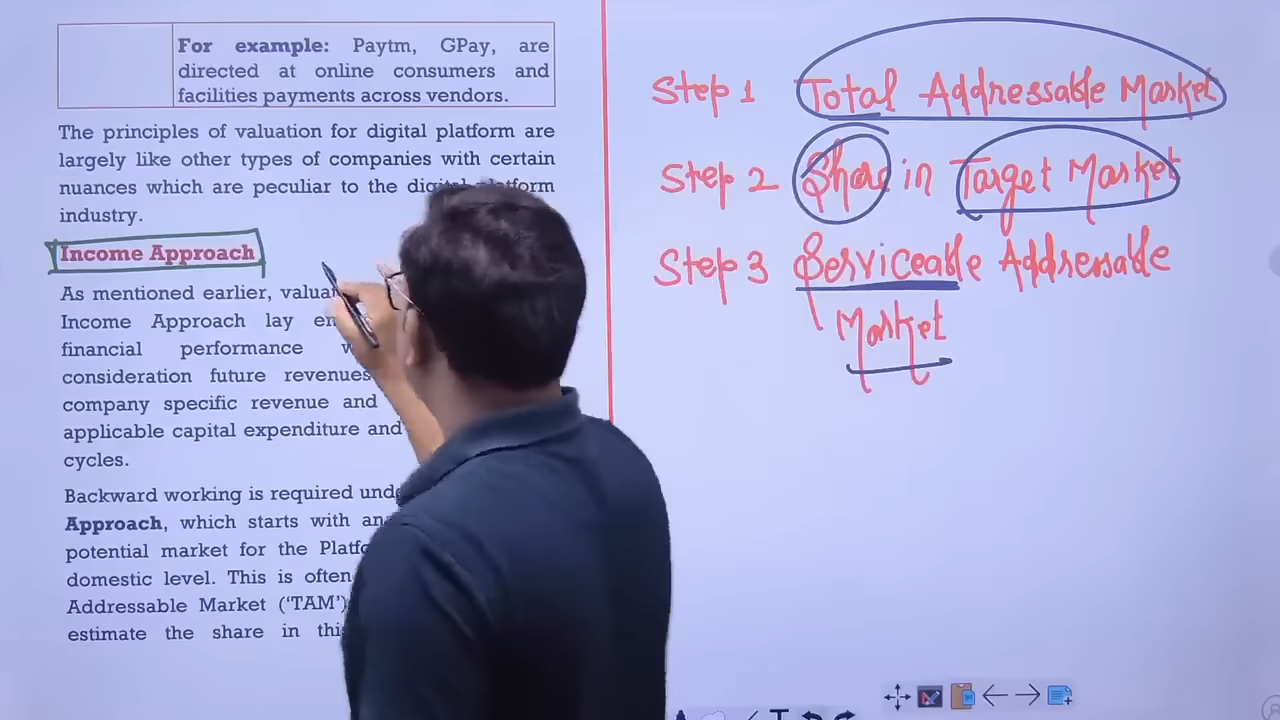 For example: Paytm, GPay, are
directed at online consumers and
facilities payments across vendors.
The principles of valuation for digital platform are
largely like other types of companies with certain
nuances which are peculiar to the
industry.
Income Approach
As mentioned earlier,
Income Approach lay
financial performance
consideration future revenues
company specific revenue and
applicable capital expenditure and
cycles.
Backward working is required
Approach, which starts with
potential market for the
domestic level. This is often
Addressable Market (‘TAM’)
estimate the share in
Step 1 Total Addressable Market
Step 2 Share in Target Market
Step 3 Serviceable Addressable
Market